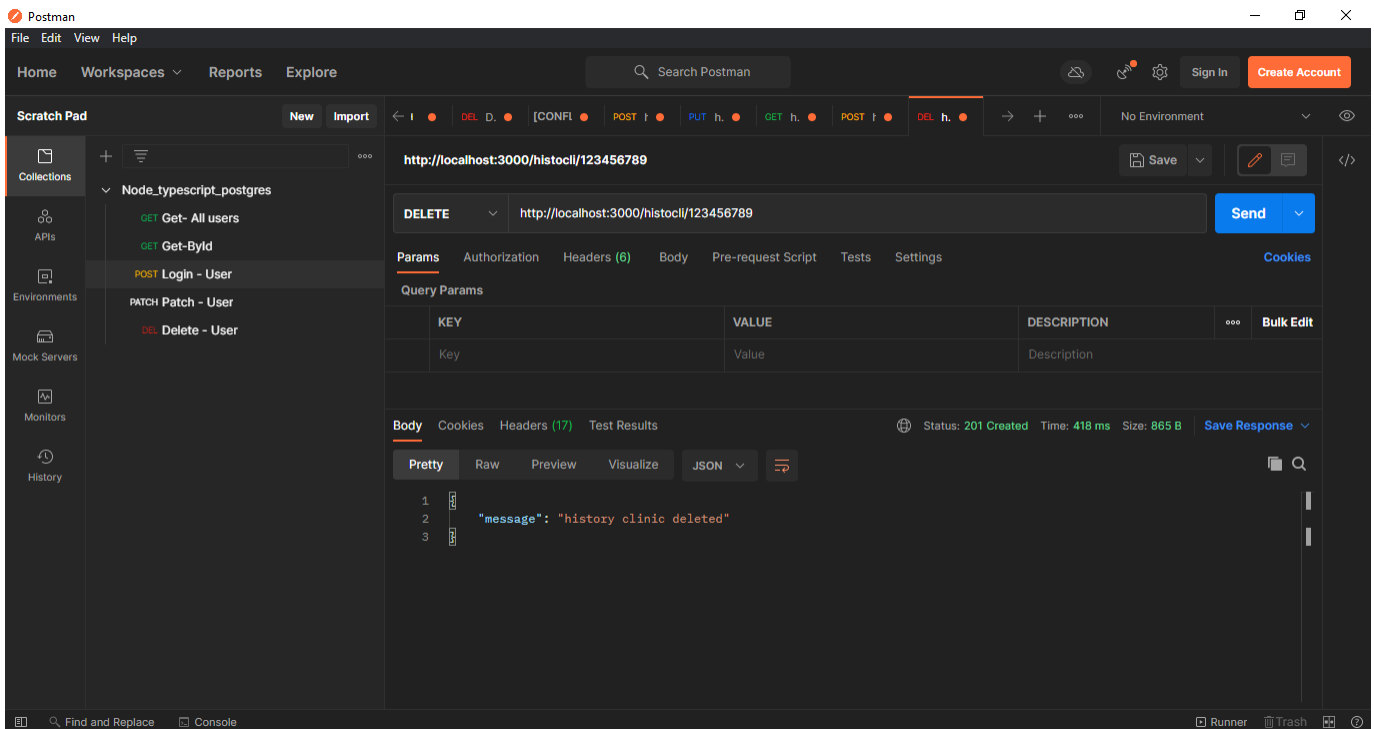 Postman
File Edit View Help
Home Workspaces Reports Explore Search Postman Sign In Create Account
Scratch Pad New Import
DEL D. [CONFL POST PUT h. GET h. POST DEL h. No Environment
Collections
APIs
Environments
Mock Servers
Monitors
History
Node_typescript_postgres
GET Get- All users
GET Get-ById
POST Login - User
PATCH Patch - User
DEL Delete - User
http://localhost:3000/histocli/123456789 Save
DELETE http://localhost:3000/histocli/123456789 Send
Params Authorization Headers (6) Body Pre-request Script Tests Settings Cookies
Query Params
KEY VALUE DESCRIPTION Bulk Edit
Key Value Description
Body Cookies Headers (17) Test Results Status: 201 Created Time: 418 ms Size: 865 B Save Response
Pretty Raw Preview Visualize JSON
1 {
2 "message": "history clinic deleted"
3 }
Find and Replace Console Runner Trash